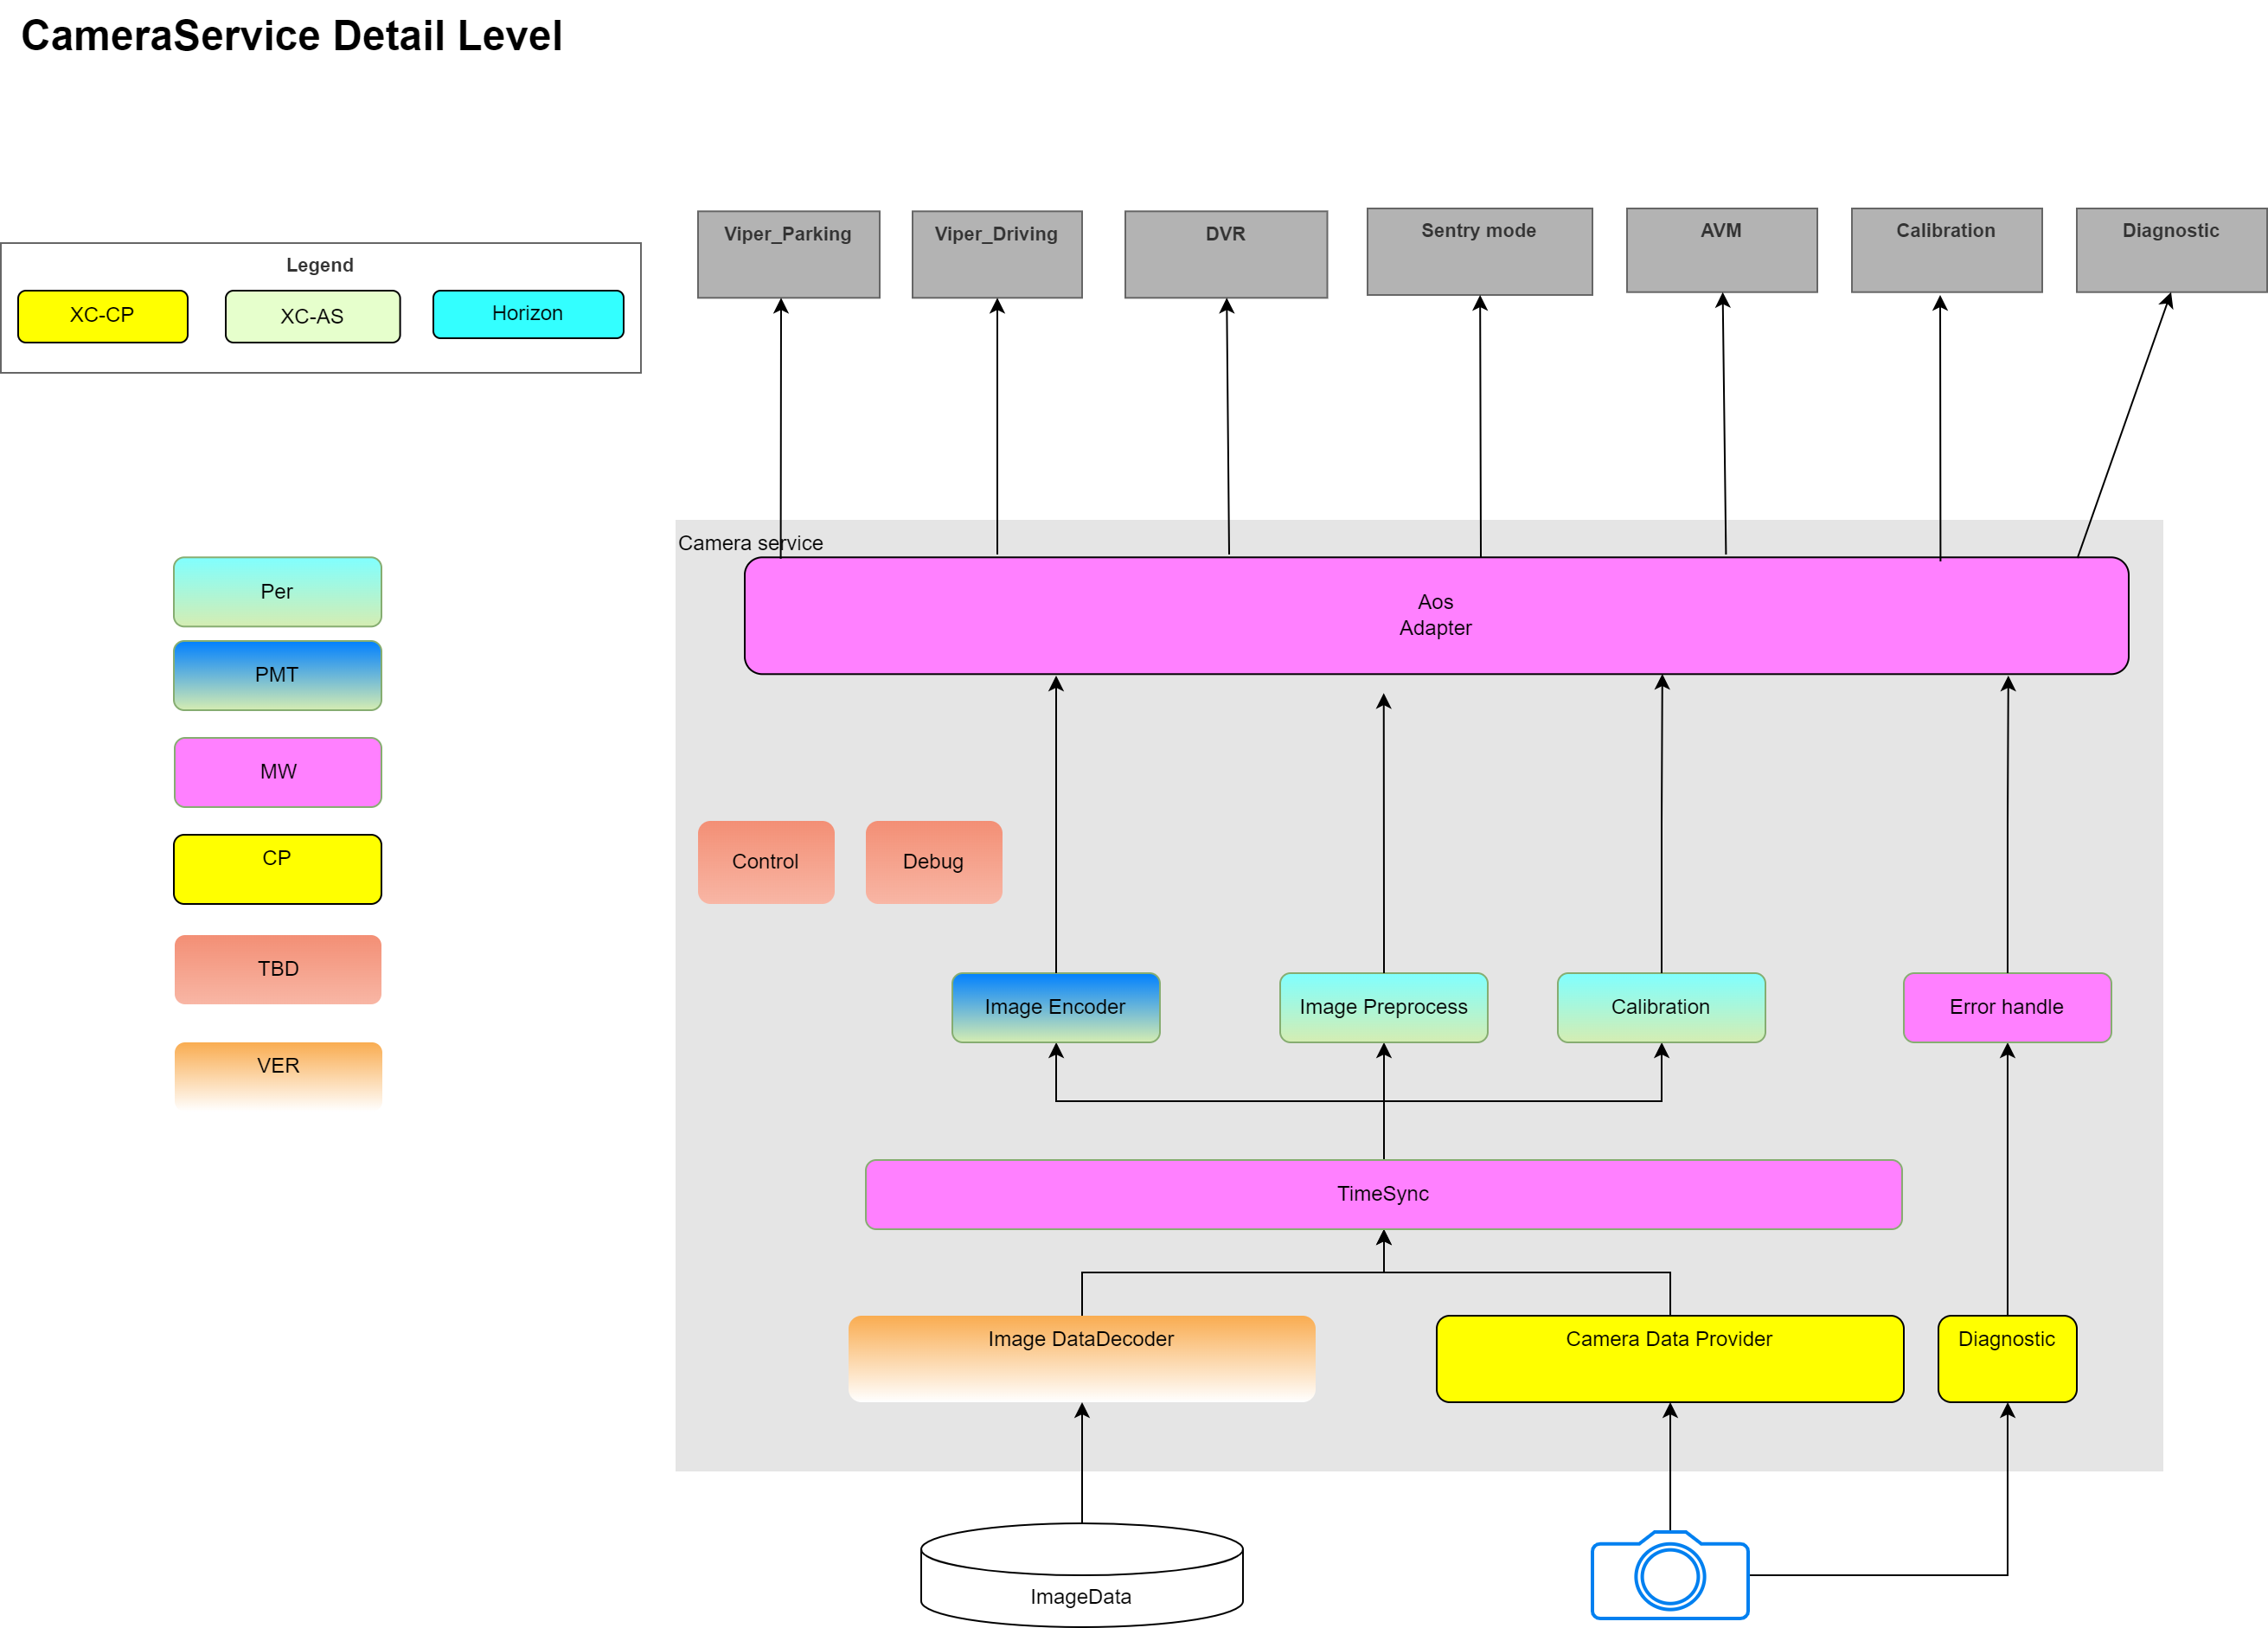 CameraService Detail Level
Viper_Parking
Viper_Driving
DVR
Sentry mode
AVM
Calibration
Diagnostic
Legend
XC-CP
XC-AS
Horizon
Camera service
Aos
Adapter
Per
PMT
MW
CP
TBD
VER
Control
Debug
Image Encoder
Image Preprocess
Calibration
Error handle
TimeSync
Image DataDecoder
Camera Data Provider
Diagnostic
ImageData